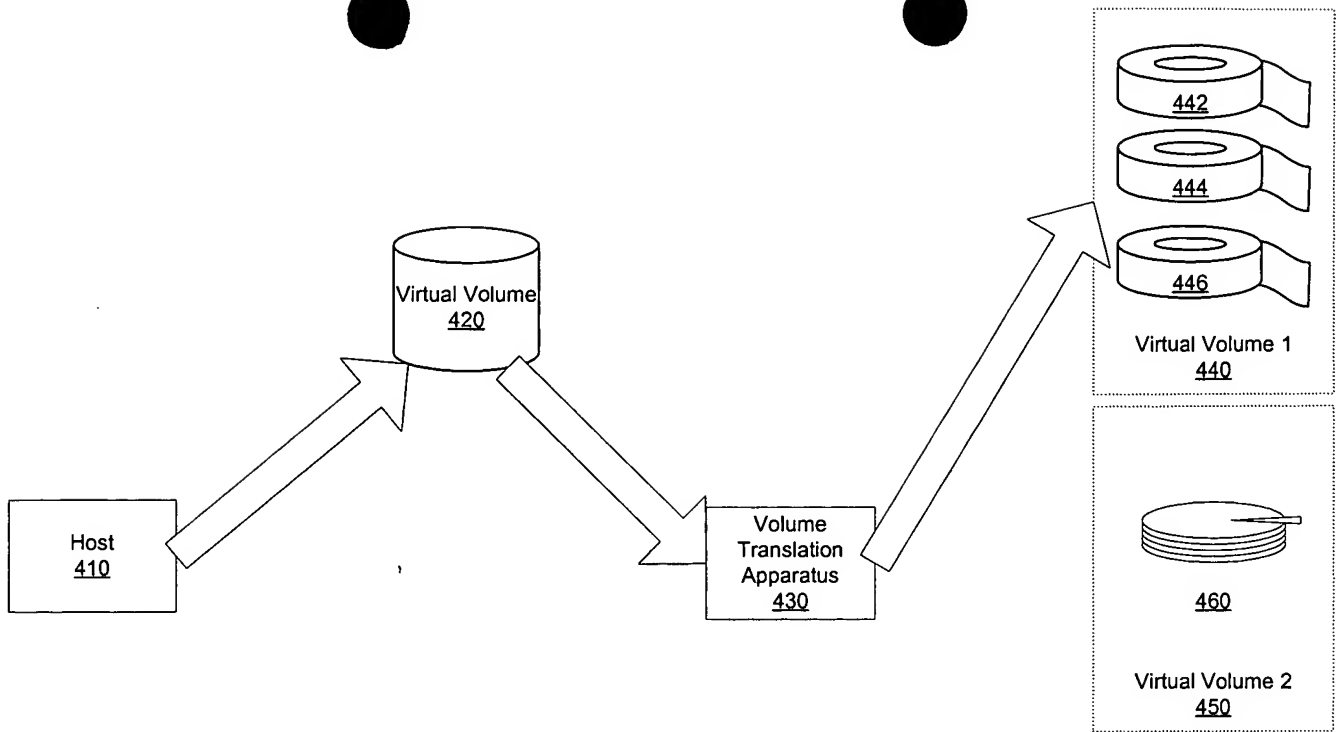 Host
410
Virtual Volume
420
Volume
Translation
Apparatus
430
442
444
446
Virtual Volume 1
440
460
Virtual Volume 2
450